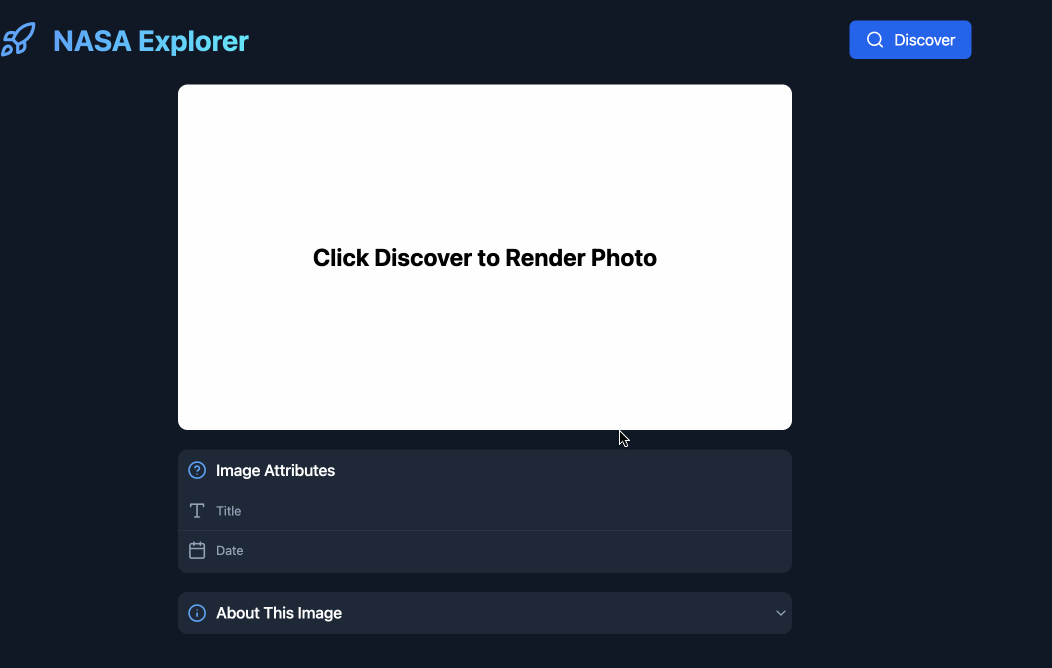 NASA Explorer
Discover
Click Discover to Render Photo
Image Attributes
Title
Date
About This Image